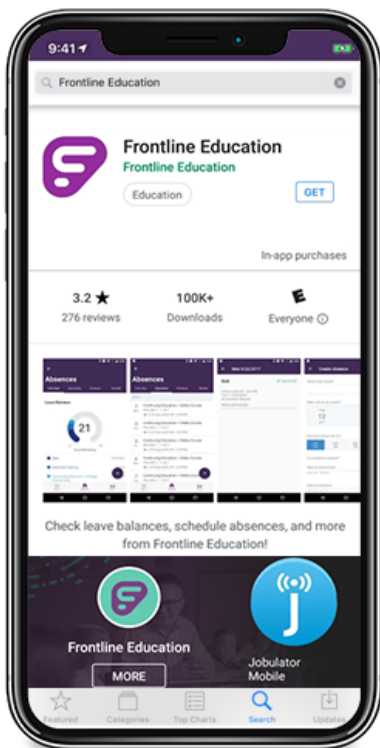 9:41
Frontline Education
Frontline Education
Frontline Education
Education
GET
In-app purchases
3.2 ★
276 reviews
100K+
Downloads
E
Everyone
Absences
Absences
21
Check leave balances, schedule absences, and more
from Frontline Education!
Frontline Education
MORE
Jobulator
Mobile
Featured
Categories
Top Charts
Search
Updates